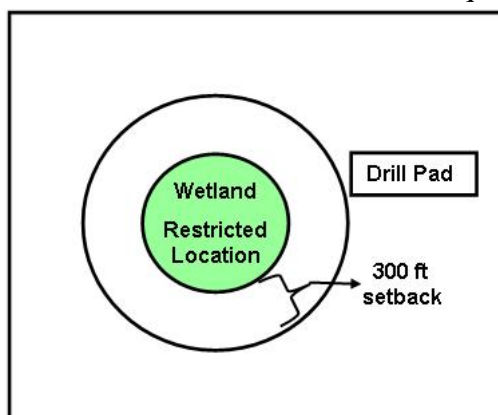 Wetland
Restricted
Location
Drill Pad
300 ft
setback